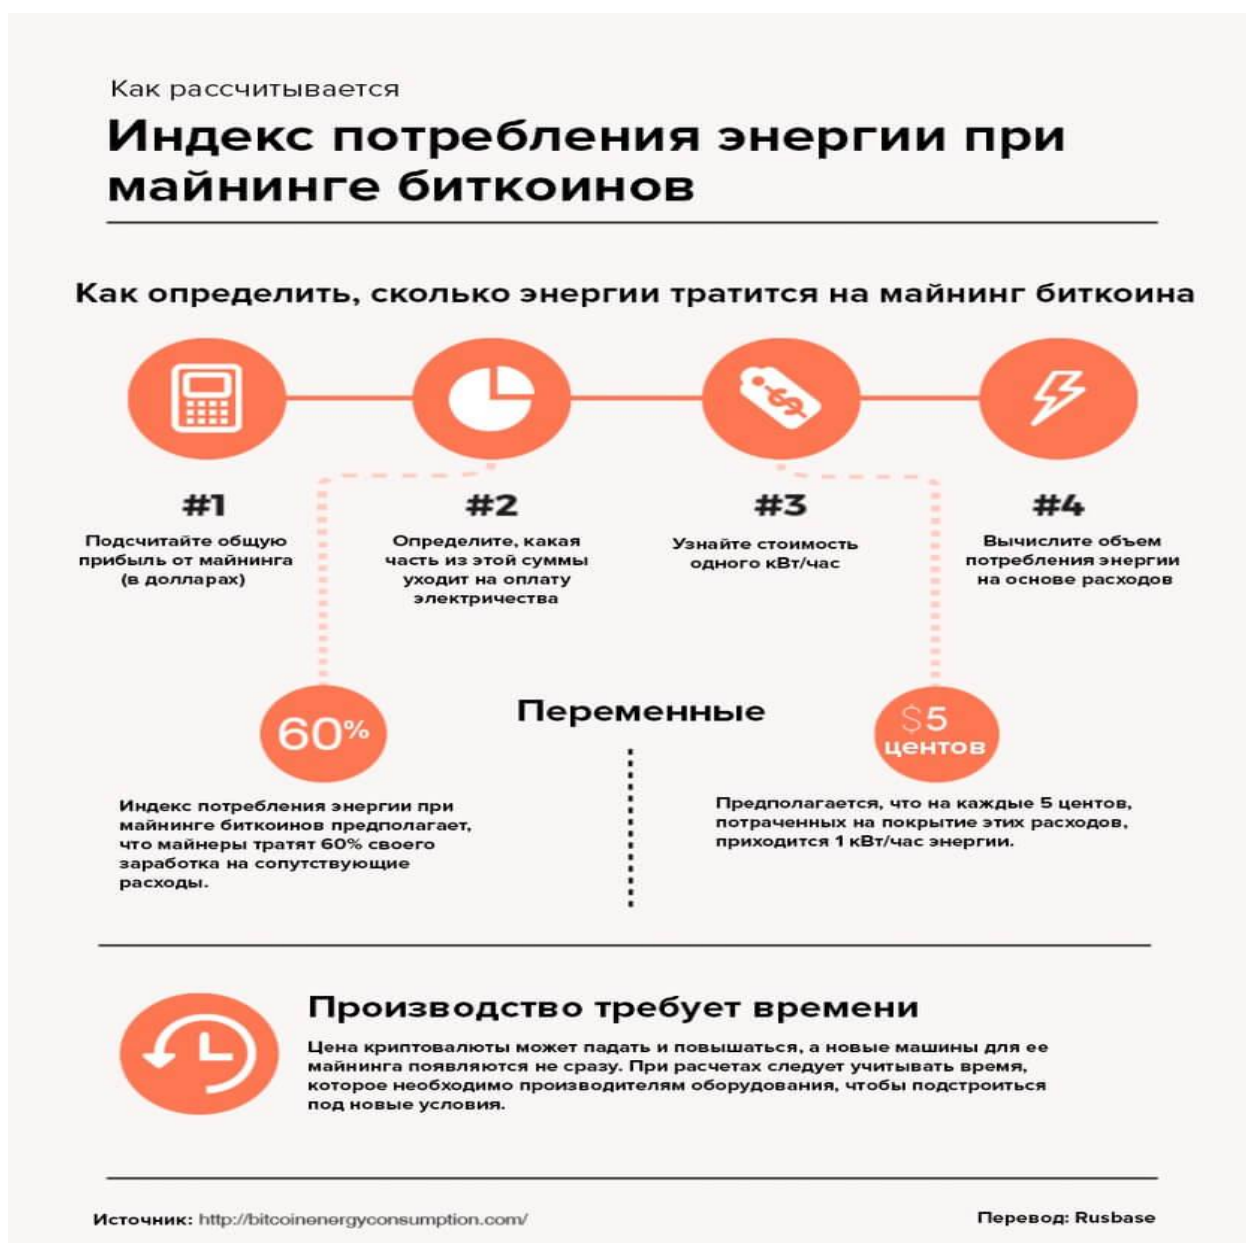 Как рассчитывается
Индекс потребления энергии при
майнинге биткоинов
Как определить, сколько энергии тратится на майнинг биткоина
#1
Подсчитайте общую
прибыль от майнинга
(в долларах)
#2
Определите, какая
часть из этой суммы
уходит на оплату
электричества
#3
Узнайте стоимость
одного кВт/час
#4
Вычислите объем
потребления энергии
на основе расходов
Переменные
60%
Индекс потребления энергии при
майнинге биткоинов предполагает,
что майнеры тратят 60% своего
заработка на сопутствующие
расходы.
$5
центов
Предполагается, что на каждые 5 центов,
потраченных на покрытие этих расходов,
приходится 1 кВт/час энергии.
Производство требует времени
Цена криптовалюты может падать и повышаться, а новые машины для ее
майнинга появляются не сразу. При расчетах следует учитывать время,
которое необходимо производителям оборудования, чтобы подстроиться
под новые условия.
Источник: http://bitcoinenergyconsumption.com/
Перевод: Rusbase